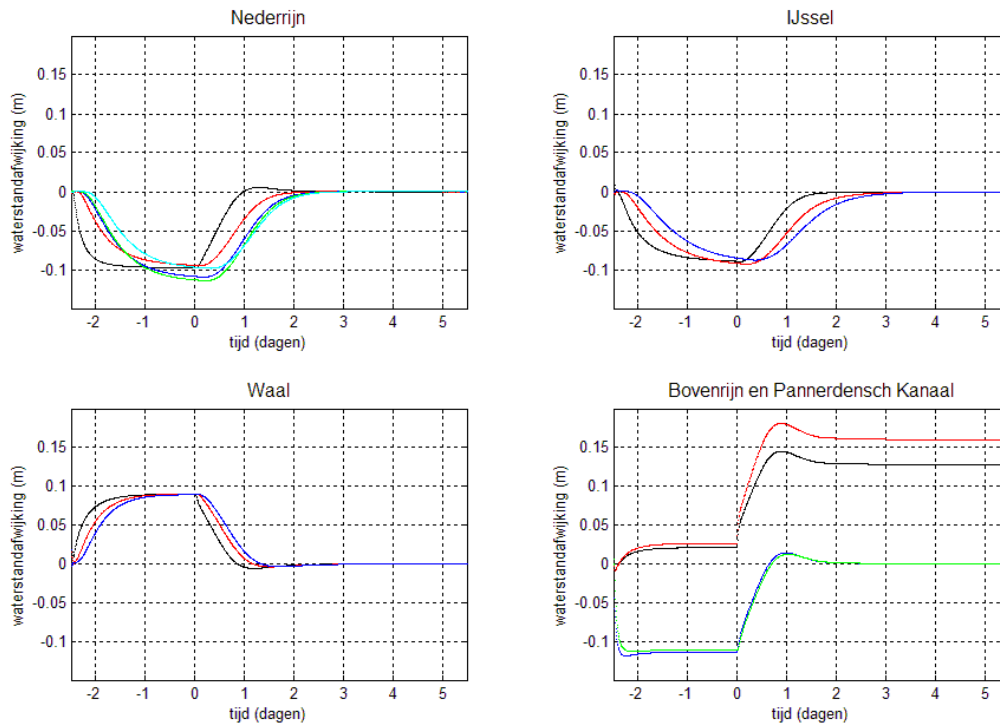 Nederrijn
waterstandafwijking (m)
0.15
0.1
0.05
0
-0.05
-0.1
-2 -1 0 1 2 3 4 5
tijd (dagen)
IJssel
waterstandafwijking (m)
0.15
0.1
0.05
0
-0.05
-0.1
-2 -1 0 1 2 3 4 5
tijd (dagen)
Waal
waterstandafwijking (m)
0.15
0.1
0.05
0
-0.05
-0.1
-2 -1 0 1 2 3 4 5
tijd (dagen)
Bovenrijn en Pannerdensch Kanaal
waterstandafwijking (m)
0.15
0.1
0.05
0
-0.05
-0.1
-2 -1 0 1 2 3 4 5
tijd (dagen)